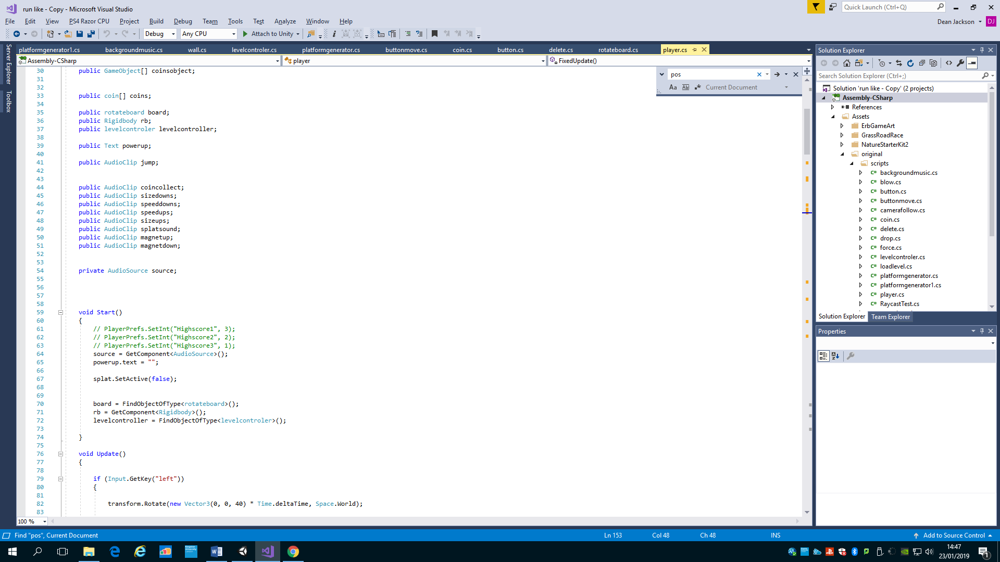 run like - Copy - Microsoft Visual Studio
Quick Launch (Ctrl+Q)
File Edit View PS4 Razor CPU Project Build Debug Team Tools Test Analyze Window Help
Dean Jackson DJ
Debug Any CPU Attach to Unity
Server Explorer
Toolbox
platformgenerator1.cs backgroundmusic.cs wall.cs levelcontroler.cs platformgenerator.cs buttonmove.cs coin.cs button.cs delete.cs rotateboard.cs player.cs
Assembly-CSharp player FixedUpdate()
pos
Aa Ab Current Document
30 public GameObject[] coinsobject;
31
32
33 public coin[] coins;
34
35 public rotateboard board;
36 public Rigidbody rb;
37 public levelcontroler levelcontroller;
38
39 public Text powerup;
40
41 public AudioClip jump;
42
43
44 public AudioClip coincollect;
45 public AudioClip sizedowns;
46 public AudioClip speeddowns;
47 public AudioClip speedups;
48 public AudioClip sizeups;
49 public AudioClip splatsound;
50 public AudioClip magnetup;
51 public AudioClip magnetdown;
52
53
54 private AudioSource source;
55
56
57
58
59 void Start()
60 {
61 // PlayerPrefs.SetInt("Highscore1", 3);
62 // PlayerPrefs.SetInt("Highscore2", 2);
63 // PlayerPrefs.SetInt("Highscore3", 1);
64 source = GetComponent<AudioSource>();
65 powerup.text = "";
66
67 splat.SetActive(false);
68
69
70 board = FindObjectOfType<rotateboard>();
71 rb = GetComponent<Rigidbody>();
72 levelcontroller = FindObjectOfType<levelcontroler>();
73
74 }
75
76 void Update()
77 {
78
79 if (Input.GetKey("left"))
80 {
81
82 transform.Rotate(new Vector3(0, 0, 40) * Time.deltaTime, Space.World);
83
100 %
Solution Explorer
Search Solution Explorer (Ctrl+;)
Solution 'run like - Copy' (2 projects)
Assembly-CSharp
References
Assets
ErbGameArt
GrassRoadRace
NatureStarterKit2
original
scripts
C# backgroundmusic.cs
C# blow.cs
C# button.cs
C# buttonmove.cs
C# camerafollow.cs
C# coin.cs
C# delete.cs
C# drop.cs
C# force.cs
C# levelcontroler.cs
C# loadlevel.cs
C# platformgenerator.cs
C# platformgenerator1.cs
C# player.cs
C# RaycastTest.cs
Solution Explorer Team Explorer
Properties
Find "pos", Current Document Ln 153 Col 48 Ch 48 INS Add to Source Control
14:47
23/01/2019
1